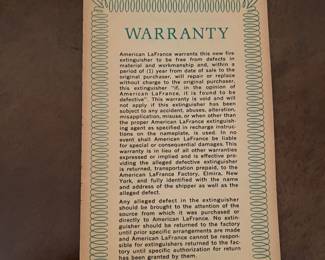 WARRANTY
American LaFrance warrants this new fire
extinguisher to be free from defects in
material or workmanship and, within a
period of (1) year from date of sale to the
original purchaser, will repair or replace
without charge to the original purchaser,
this extinguisher "if, in the opinion of
American LaFrance, it is found to be
defective". This warranty is void and will
not apply if this extinguisher has been
subject to any accident, abuses, alteration,
misapplication, misuse, or when other than
the proper American LaFrance extinguish-
ing agent as specified in recharge instruc-
tions on the nameplate, is used. In no
event shall American LaFrance be liable
for special or consequential damages. This
warranty is in lieu of all other warranties
expressed or implied and is effective pro-
viding the alleged defective extinguisher
is returned, transportation prepaid, to the
American LaFrance Factory, Elmira, New
York, and fully identified with the name
and address of the shipper as well as the
alleged defect.
Any alleged defect in the extinguisher
should be brought to the attention of the
source from which it was purchased or
directly to American LaFrance. No extin-
guisher should be returned to the factory
until prior specific arrangements are made
and American LaFrance cannot be respon-
sible for extinguishers returned to the fac-
tory until specific authorization for return
has been granted by them.